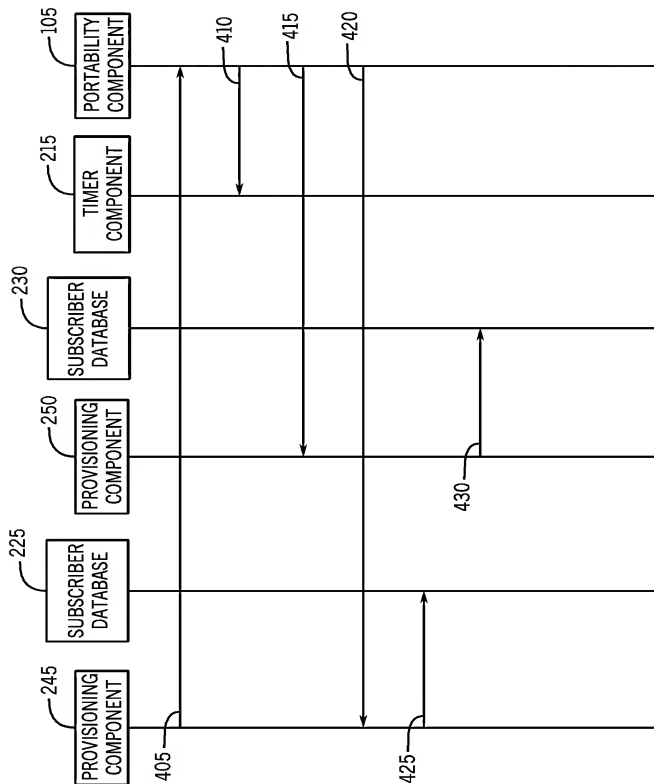 245
PROVISIONING
COMPONENT
225
SUBSCRIBER
DATABASE
250
PROVISIONING
COMPONENT
230
SUBSCRIBER
DATABASE
215
TIMER
COMPONENT
105
PORTABILITY
COMPONENT
405
410
415
420
425
430